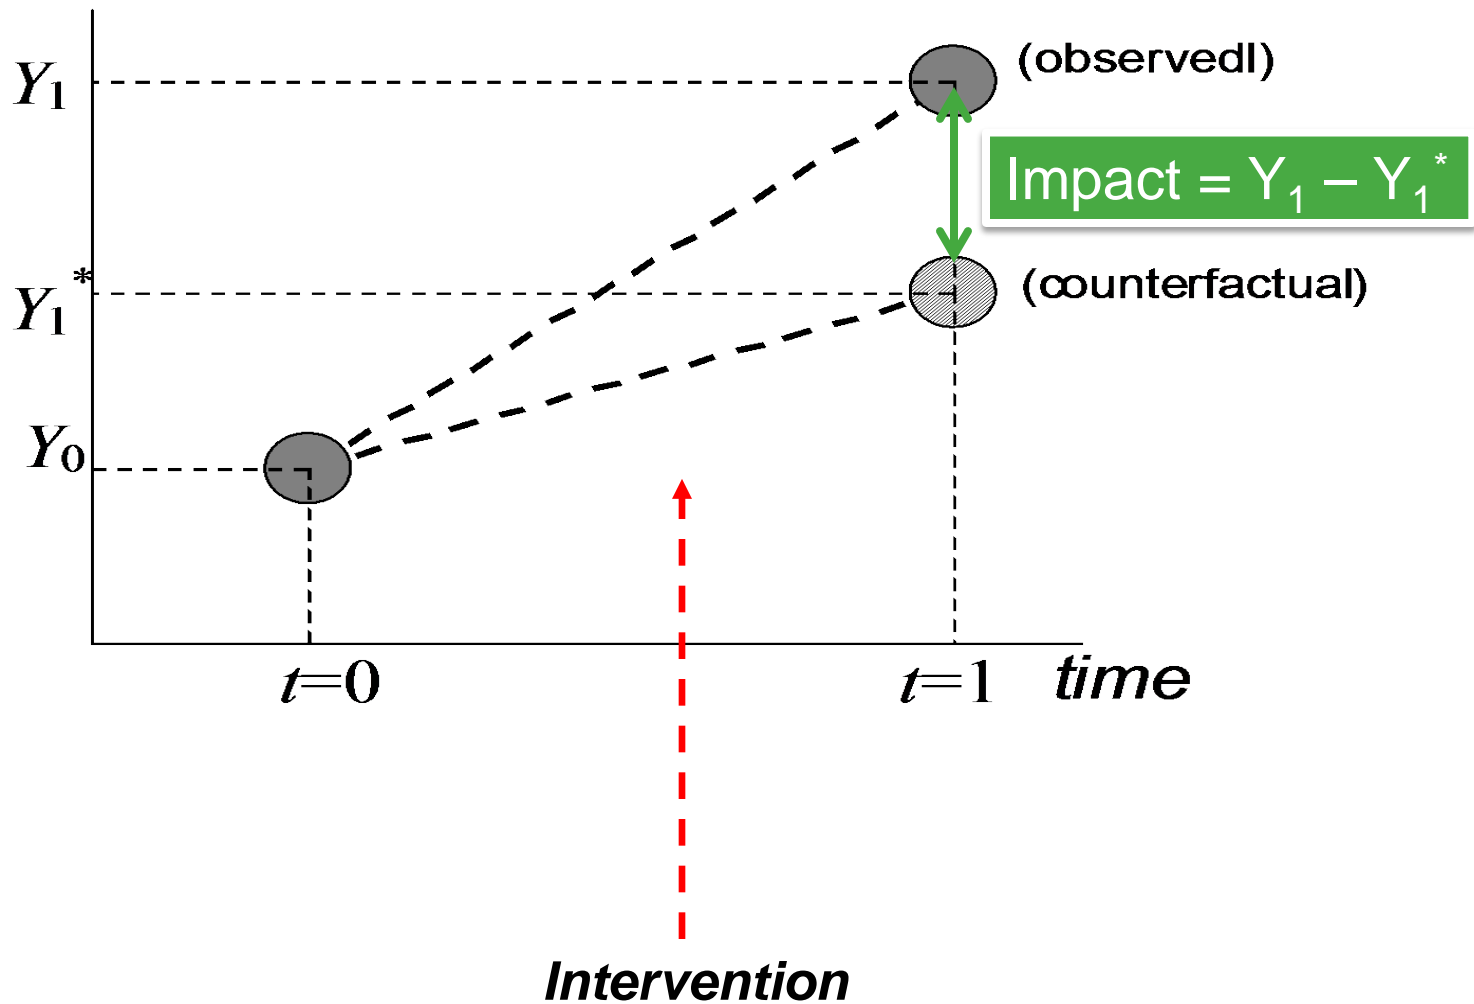 Y₁
(observedl)
Impact = Y₁ – Y₁*
Y₁*
(counterfactual)
Y₀
t=0
t=1
time
Intervention